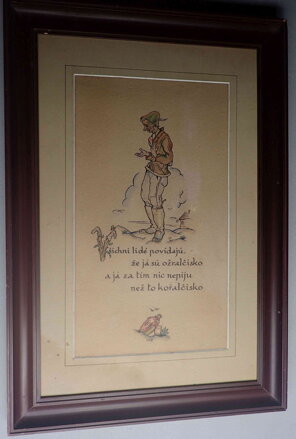 Všichni lidé povídajú,
že já sú ožralčisko
a já za tím nic nepiju
než to kořalčisko